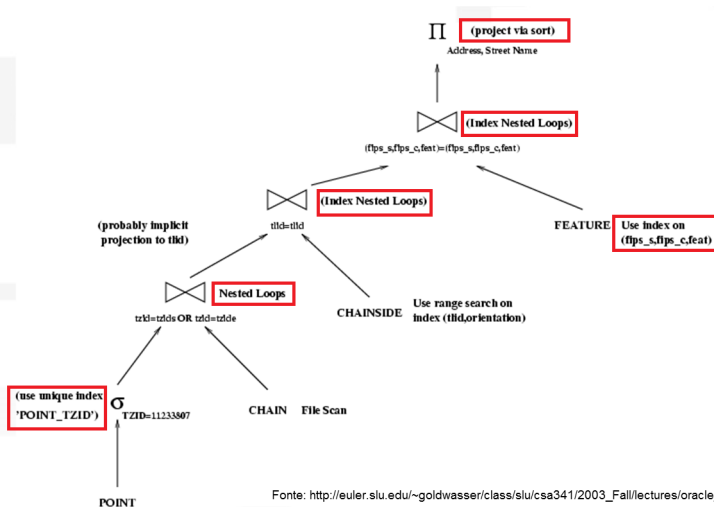 Π (project via sort)
Address, Street Name
(Index Nested Loops)
(fips_s,fips_c,feat)=(fips_s,fips_c,feat)
(Index Nested Loops)
tlid=tlid
FEATURE Use index on
(fips_s,fips_c,feat)
(probably implicit
projection to tlid)
Nested Loops
tzid=tzids OR tzid=tzide
CHAINSIDE Use range search on
index (tlid,orientation)
(use unique index
'POINT_TZID')
σ TZID=11233807
CHAIN File Scan
POINT
Fonte: http://euler.slu.edu/~goldwasser/class/slu/csa341/2003_Fall/lectures/oracle